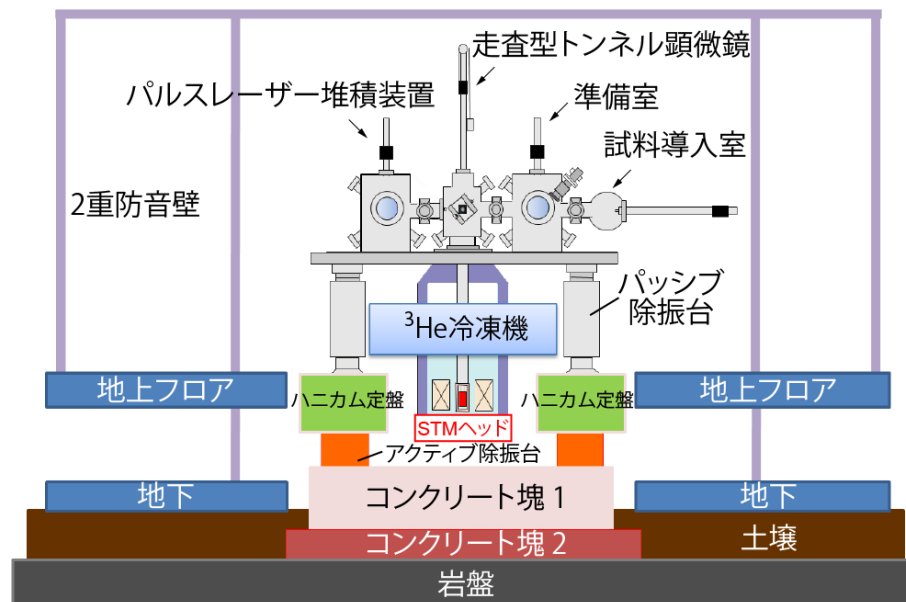 走査型トンネル顕微鏡
パルスレーザー堆積装置
準備室
試料導入室
2重防音壁
パッシブ
除振台
³He冷凍機
地上フロア
ハニカム定盤
ハニカム定盤
地上フロア
STMヘッド
アクティブ除振台
地下
コンクリート塊 1
地下
コンクリート塊 2
土壌
岩盤